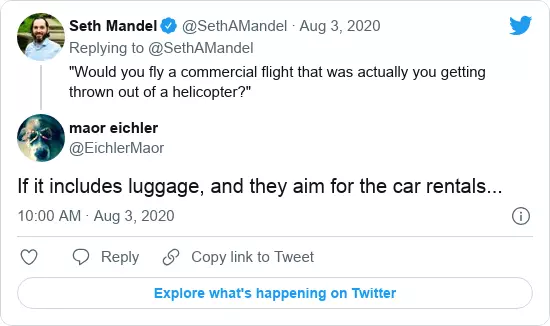 Seth Mandel @SethAMandel · Aug 3, 2020
Replying to @SethAMandel
"Would you fly a commercial flight that was actually you getting
thrown out of a helicopter?"
maor eichler
@EichlerMaor
If it includes luggage, and they aim for the car rentals...
10:00 AM · Aug 3, 2020
Reply
Copy link to Tweet
Explore what's happening on Twitter